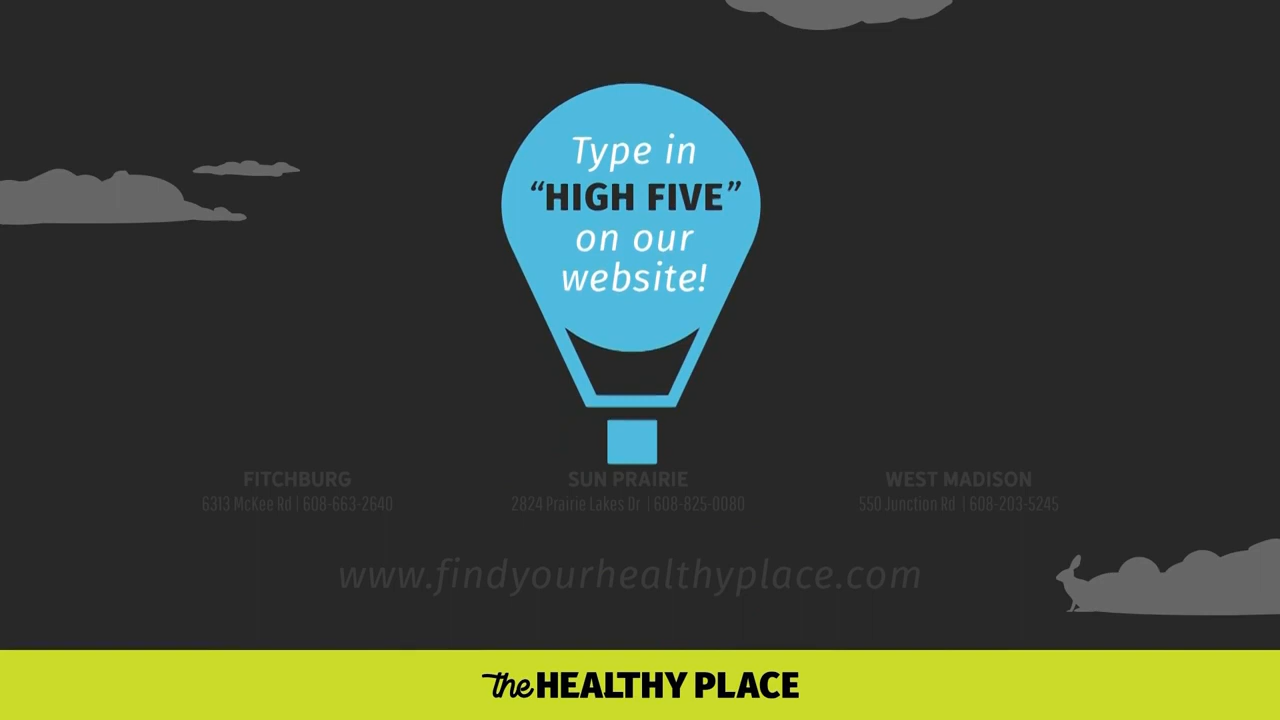 Type in
“HIGH FIVE”
on our
website!
FITCHBURG
6313 McKee Rd | 608-663-2640
SUN PRAIRIE
2824 Prairie Lakes Dr | 608-825-0080
WEST MADISON
550 Junction Rd | 608-203-5245
www.findyourhealthyplace.com
the HEALTHY PLACE